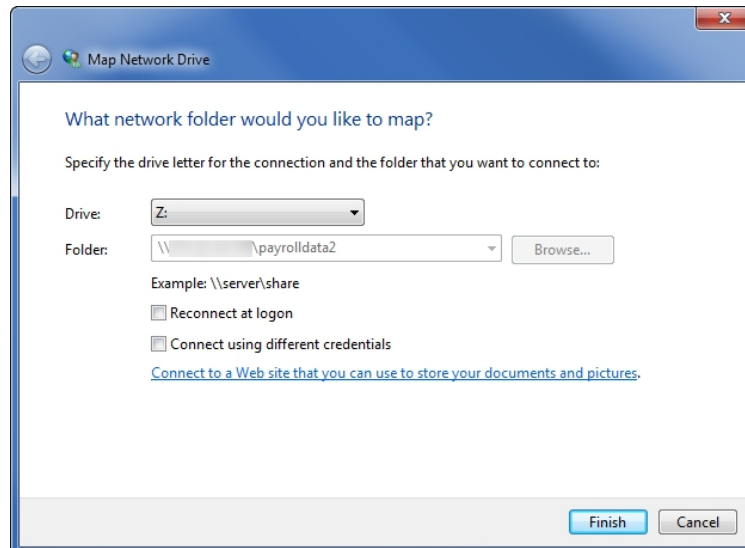 Map Network Drive
What network folder would you like to map?
Specify the drive letter for the connection and the folder that you want to connect to:
Drive: Z:
Folder: \\ \payrolldata2 Browse...
Example: \\server\share
Reconnect at logon
Connect using different credentials
Connect to a Web site that you can use to store your documents and pictures.
Finish Cancel